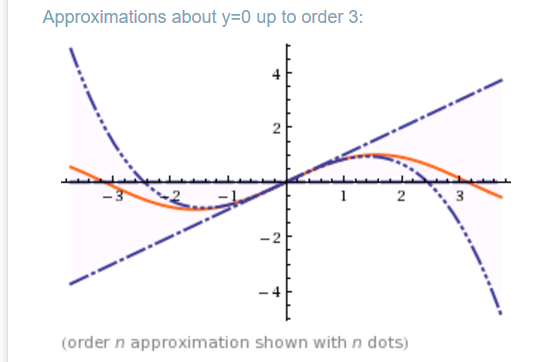 Approximations about y=0 up to order 3:
4
2
-3 -2 -1 1 2 3
-2
-4
(order n approximation shown with n dots)